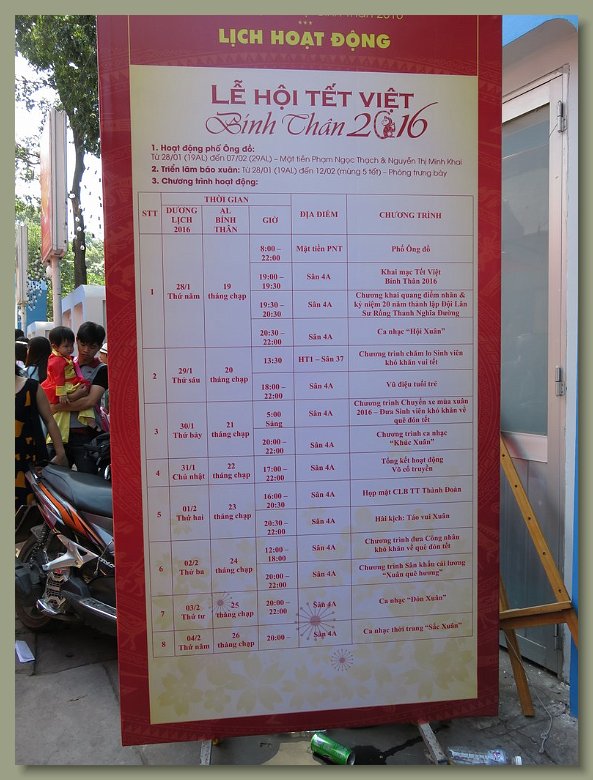 LỊCH HOẠT ĐỘNG
LỄ HỘI TẾT VIỆT
Bính Thân 2016
1. Hoạt động phố Ông đồ:
Từ 28/01 (19AL) đến 07/02 (29AL) – Mặt tiền Phạm Ngọc Thạch & Nguyễn Thị Minh Khai
2. Triển lãm báo xuân: Từ 28/01 (19AL) đến 12/02 (mùng 5 tết) – Phòng trưng bày
3. Chương trình hoạt động:
STT
THỜI GIAN
ĐỊA ĐIỂM
CHƯƠNG TRÌNH
DƯƠNG LỊCH 2016
AL BÍNH THÂN
GIỜ
1
28/1
Thứ năm
19
tháng chạp
8:00 –
22:00
Mặt tiền PNT
Phố Ông đồ
19:00 –
19:30
Sân 4A
Khai mạc Tết Việt
Bính Thân 2016
19:30 –
20:30
Sân 4A
Chương khai quang điểm nhãn &
kỷ niệm 20 năm thành lập Đội Lân
Sư Rồng Thanh Nghĩa Đường
20:30 –
22:00
Sân 4A
Ca nhạc "Hội Xuân"
2
29/1
Thứ sáu
20
tháng chạp
13:30
HT1 – Sân 37
Chương trình chăm lo Sinh viên
khó khăn vui tết
18:00 –
22:00
Sân 4A
Vũ điệu tuổi trẻ
3
30/1
Thứ bảy
21
tháng chạp
5:00
Sáng
Sân 4A
Chương trình Chuyến xe mùa xuân
2016 – Đưa Sinh viên khó khăn về
quê đón tết
20:00 –
22:00
Sân 4A
Chương trình ca nhạc
"Khúc Xuân"
4
31/1
Chủ nhật
22
tháng chạp
17:00 –
22:00
Sân 4A
Tổng kết hoạt động
Võ cổ truyền
5
01/2
Thứ hai
23
tháng chạp
16:00 –
20:30
Sân 4A
Họp mặt CLB TT Thành Đoàn
20:30 –
22:00
Sân 4A
Hài kịch: Táo vui Xuân
6
02/2
Thứ ba
24
tháng chạp
12:00 –
18:00
Sân 4A
Chương trình đưa Công nhân
khó khăn về quê đón tết
20:00 –
22:00
Sân 4A
Chương trình Sân khấu cải lương
"Xuân quê hương"
7
03/2
Thứ tư
25
tháng chạp
20:00 –
22:00
Sân 4A
Ca nhạc "Đón Xuân"
8
04/2
Thứ năm
26
tháng chạp
20:00 –
Sân 4A
Ca nhạc thời trang "Sắc Xuân"